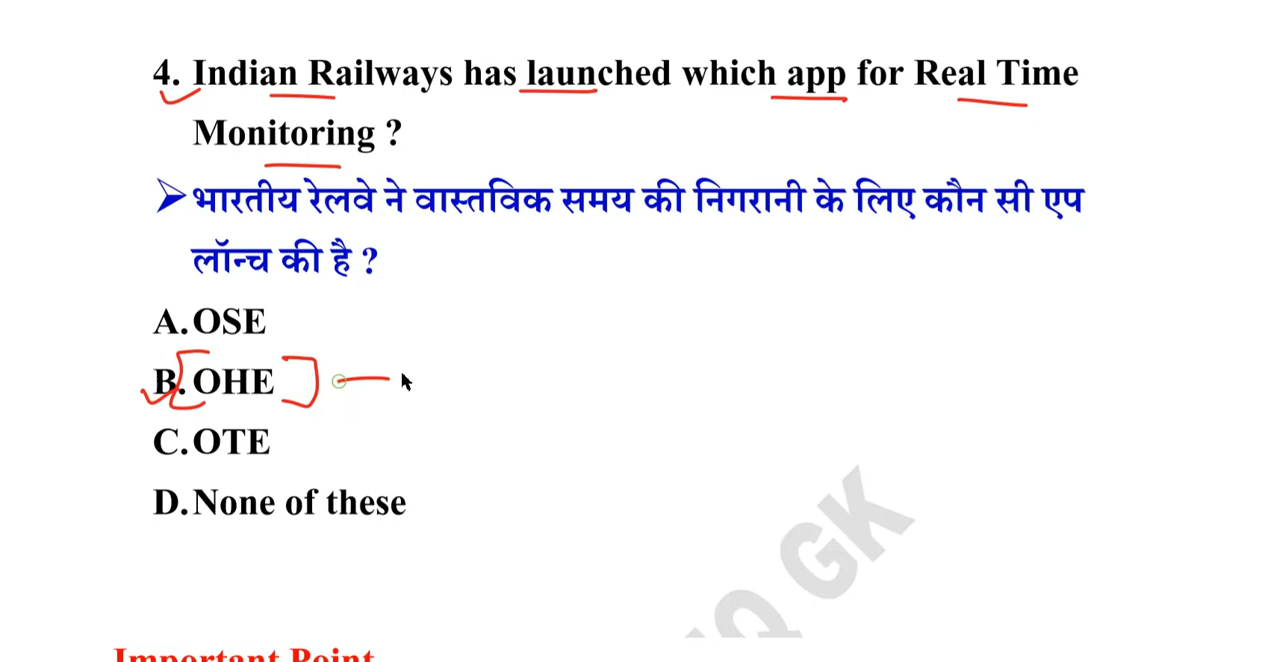 4. Indian Railways has launched which app for Real Time
Monitoring ?
➢भारतीय रेलवे ने वास्तविक समय की निगरानी के लिए कौन सी एप
लॉन्च की है ?
A.OSE
B.OHE
C.OTE
D.None of these
GK
Important Point